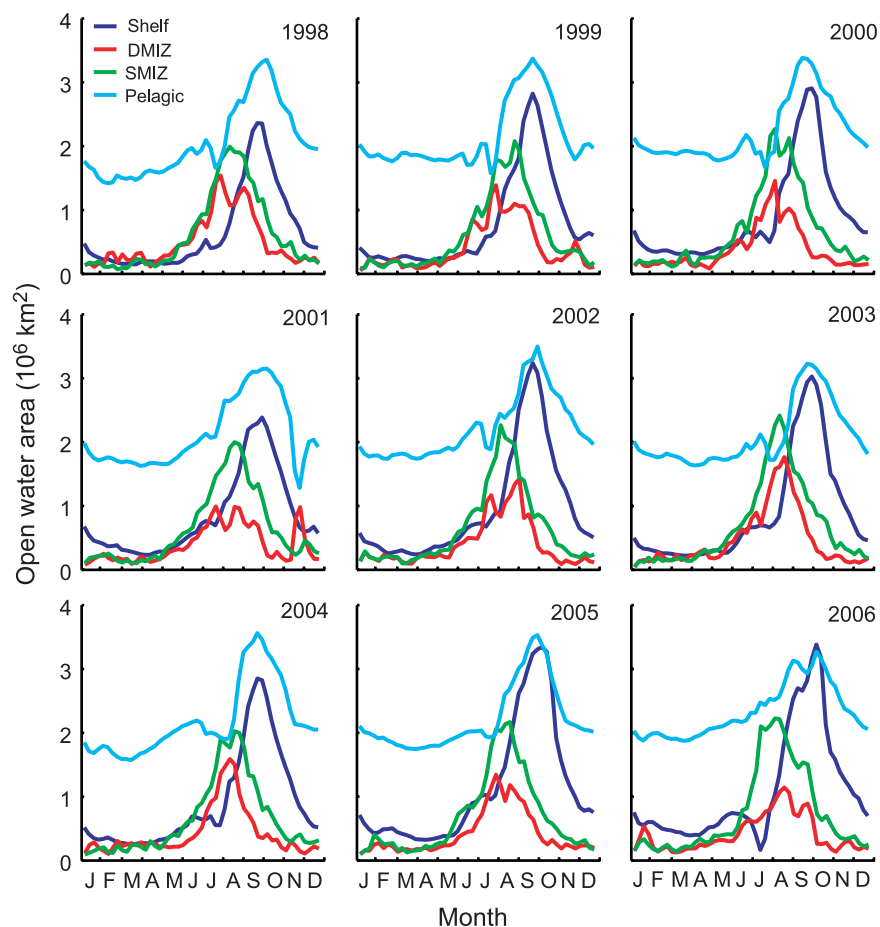 4
3
2
1
0
Shelf
DMIZ
SMIZ
Pelagic
1998
1999
2000
4
3
2
1
0
2001
2002
2003
4
3
2
1
0
2004
2005
2006
J F M A M J J A S O N D
J F M A M J J A S O N D
J F M A M J J A S O N D
Open water area (10⁶ km²)
Month